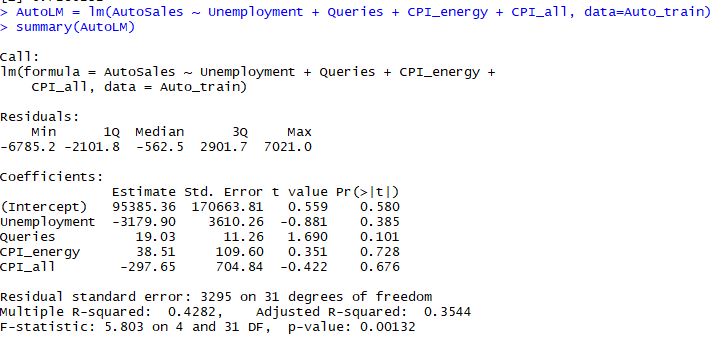 > AutoLM = lm(AutoSales ~ Unemployment + Queries + CPI_energy + CPI_all, data=Auto_train)
> summary(AutoLM)
Call:
lm(formula = AutoSales ~ Unemployment + Queries + CPI_energy +
    CPI_all, data = Auto_train)
Residuals:
    Min      1Q  Median      3Q     Max
-6785.2 -2101.8  -562.5  2901.7  7021.0
Coefficients:
              Estimate Std. Error t value Pr(>|t|)
(Intercept)   95385.36  170663.81   0.559    0.580
Unemployment  -3179.90    3610.26  -0.881    0.385
Queries          19.03      11.26   1.690    0.101
CPI_energy       38.51     109.60   0.351    0.728
CPI_all        -297.65     704.84  -0.422    0.676
Residual standard error: 3295 on 31 degrees of freedom
Multiple R-squared:  0.4282,    Adjusted R-squared:  0.3544
F-statistic: 5.803 on 4 and 31 DF,  p-value: 0.00132